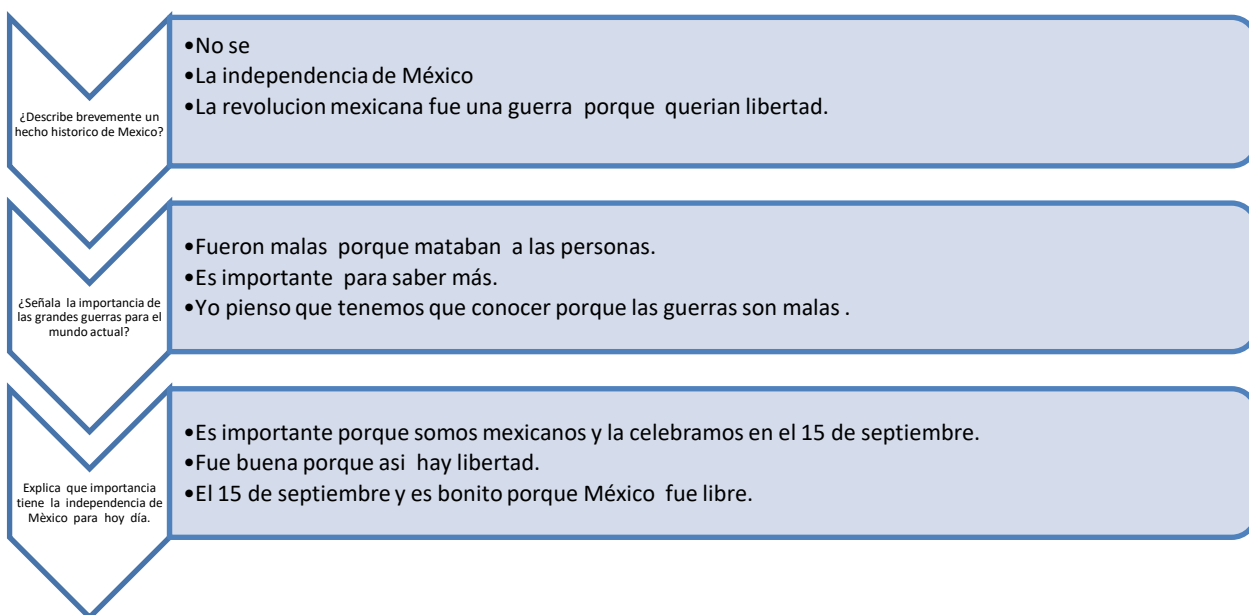 ¿Describe brevemente un
hecho historico de Mexico?
•No se
•La independencia de México
•La revolucion mexicana fue una guerra porque querian libertad.
¿Señala la importancia de
las grandes guerras para el
mundo actual?
•Fueron malas porque mataban a las personas.
•Es importante para saber más.
•Yo pienso que tenemos que conocer porque las guerras son malas .
Explica que importancia
tiene la independencia de
Mèxico para hoy día.
•Es importante porque somos mexicanos y la celebramos en el 15 de septiembre.
•Fue buena porque asi hay libertad.
•El 15 de septiembre y es bonito porque México fue libre.